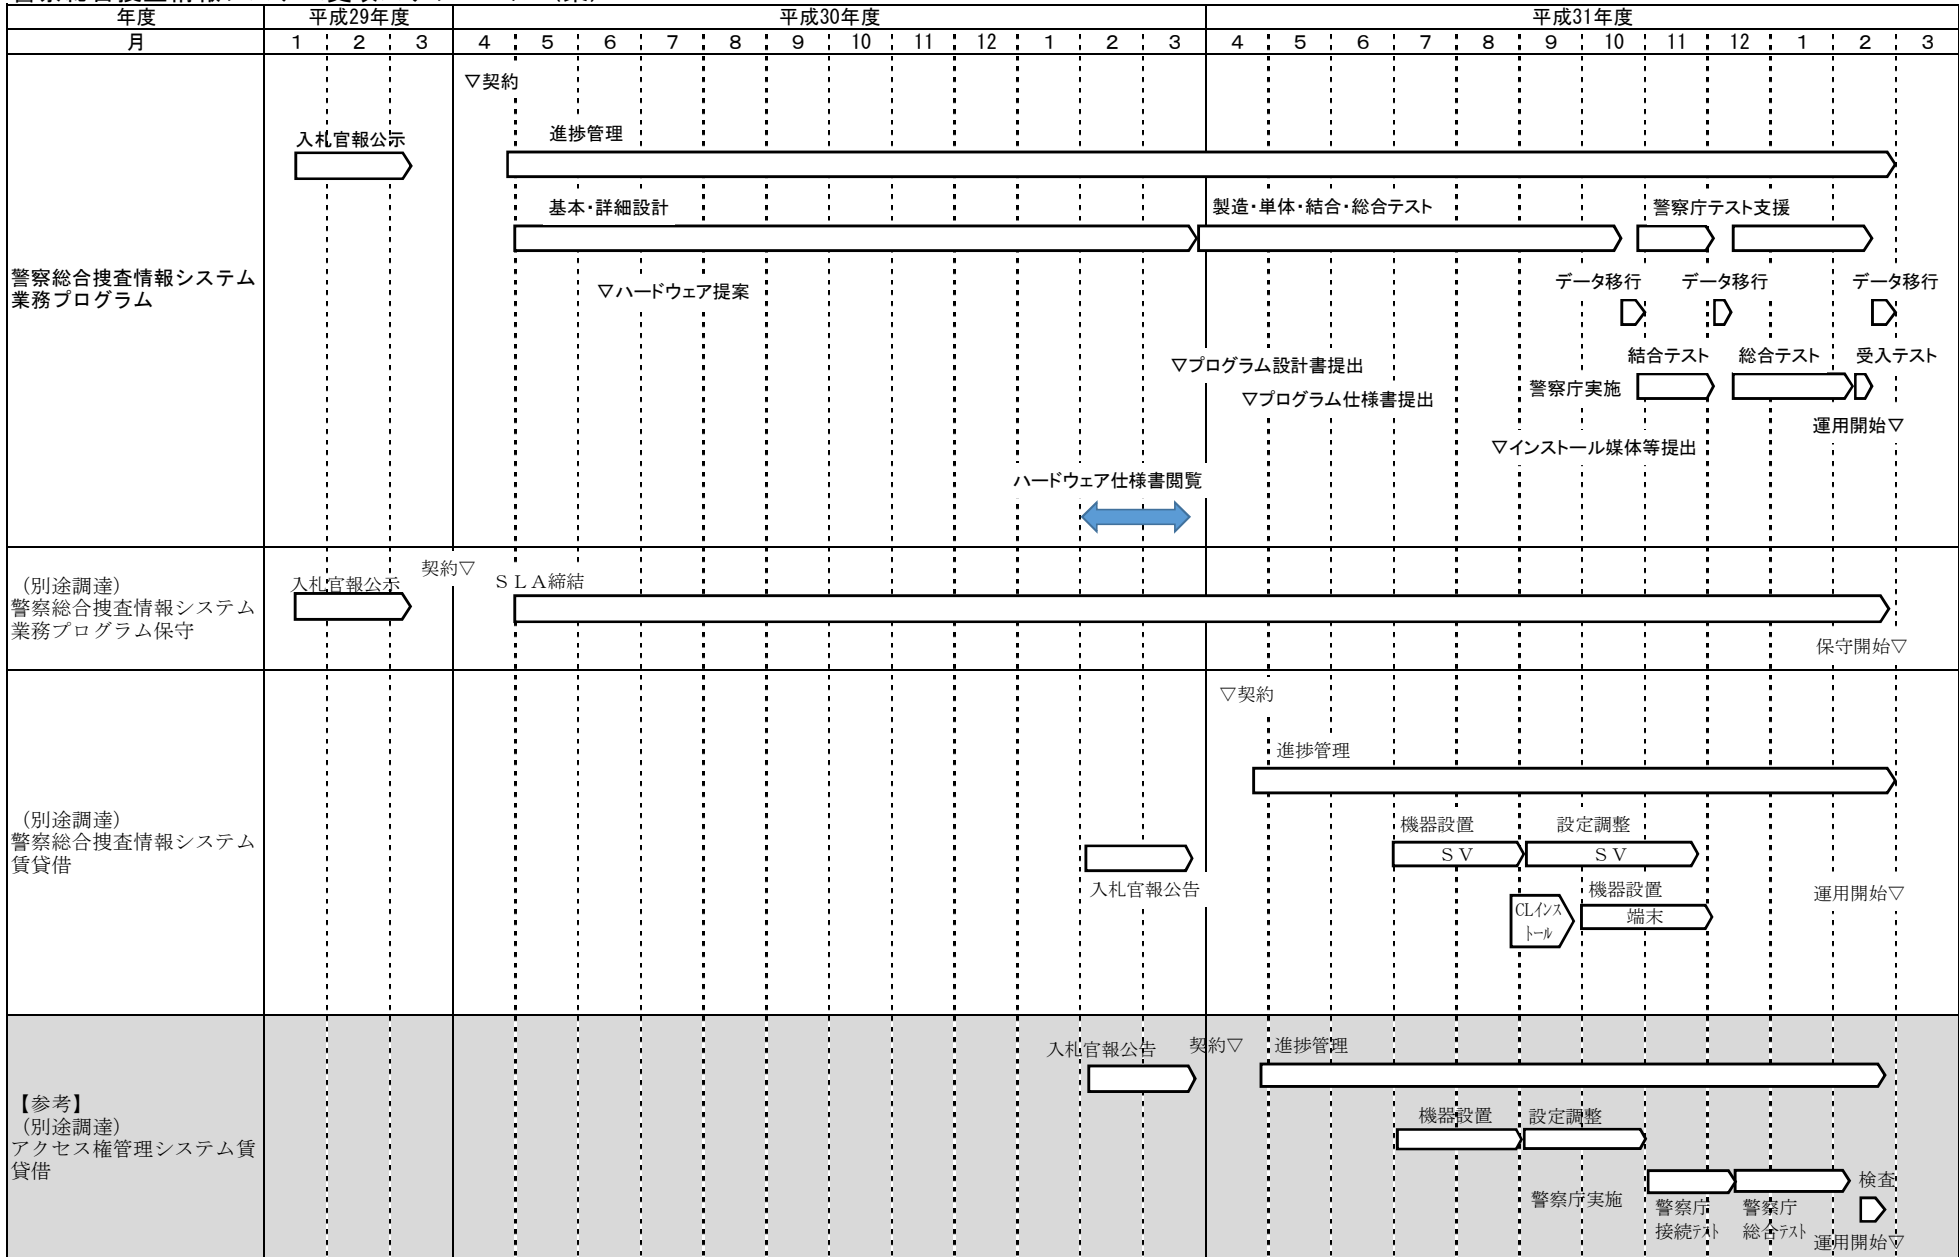 年度 平成29年度 平成30年度 平成31年度
月 1 2 3 4 5 6 7 8 9 10 11 12 1 2 3 4 5 6 7 8 9 10 11 12 1 2 3
▽契約
入札官報公示
進捗管理
基本・詳細設計
製造・単体・結合・総合テスト
警察庁テスト支援
警察総合捜査情報システム
業務プログラム
▽ハードウェア提案
データ移行 データ移行 データ移行
▽プログラム設計書提出
結合テスト 総合テスト 受入テスト
警察庁実施
▽プログラム仕様書提出
運用開始▽
▽インストール媒体等提出
ハードウェア仕様書閲覧
(別途調達)
警察総合捜査情報システム
業務プログラム保守
入札官報公示
契約▽
SLA締結
保守開始▽
(別途調達)
警察総合捜査情報システム
賃貸借
▽契約
進捗管理
機器設置 設定調整
SV SV
入札官報公告
機器設置
運用開始▽
CLインス
トール
端末
【参考】
(別途調達)
アクセス権管理システム賃
貸借
入札官報公告
契約▽
進捗管理
機器設置 設定調整
検査
警察庁実施
警察庁
接続テスト
警察庁
総合テスト
運用開始▽